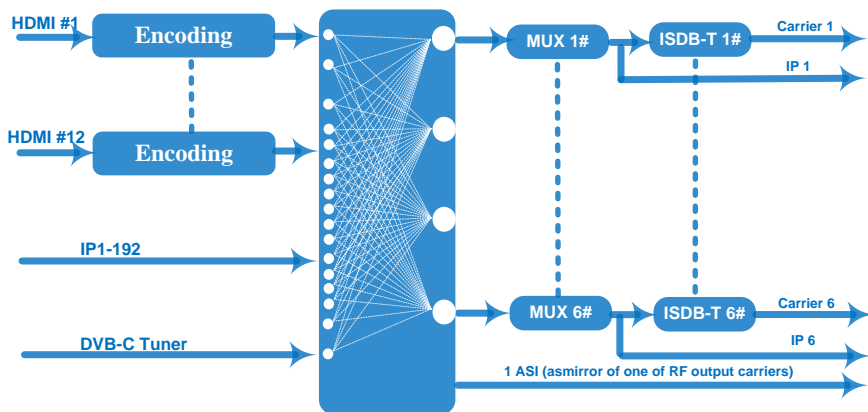 HDMI #1
Encoding
MUX 1#
ISDB-T 1#
Carrier 1
IP 1
HDMI #12
Encoding
IP1-192
MUX 6#
ISDB-T 6#
Carrier 6
IP 6
DVB-C Tuner
1 ASI (asmirror of one of RF output carriers)